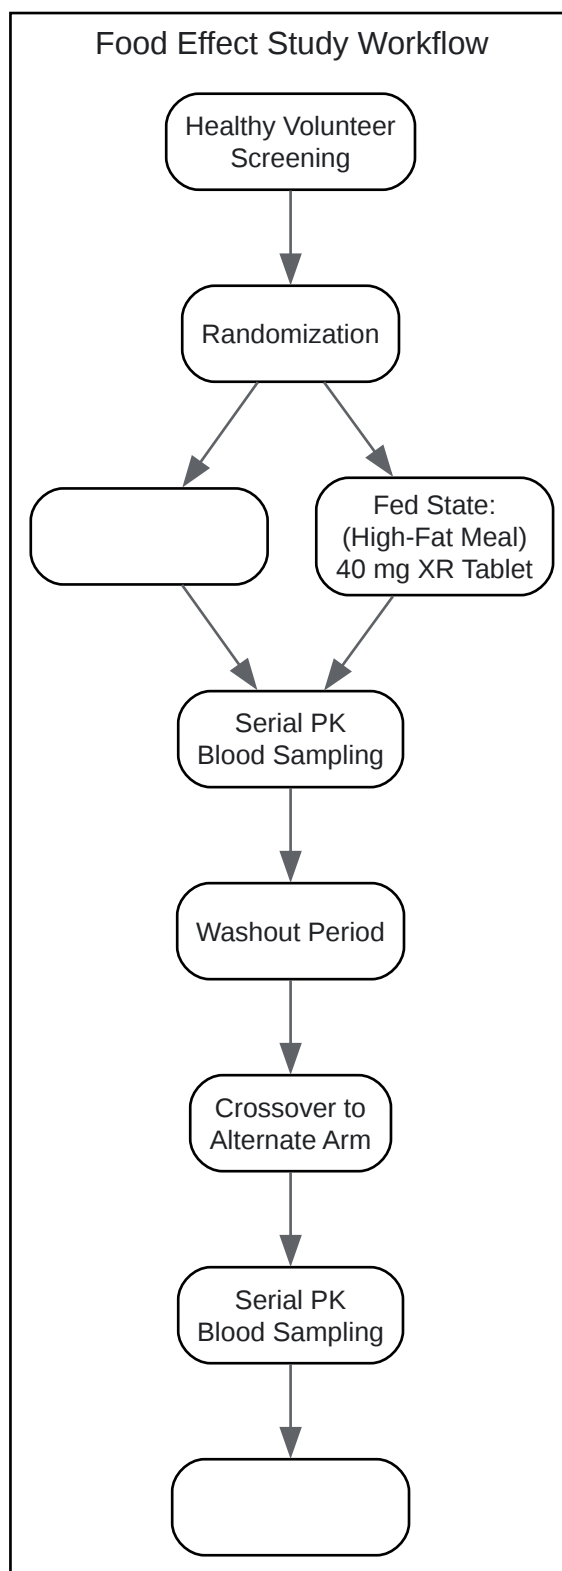 Food Effect Study Workflow
Healthy Volunteer
Screening
Randomization
Fed State:
(High-Fat Meal)
40 mg XR Tablet
Serial PK
Blood Sampling
Washout Period
Crossover to
Alternate Arm
Serial PK
Blood Sampling